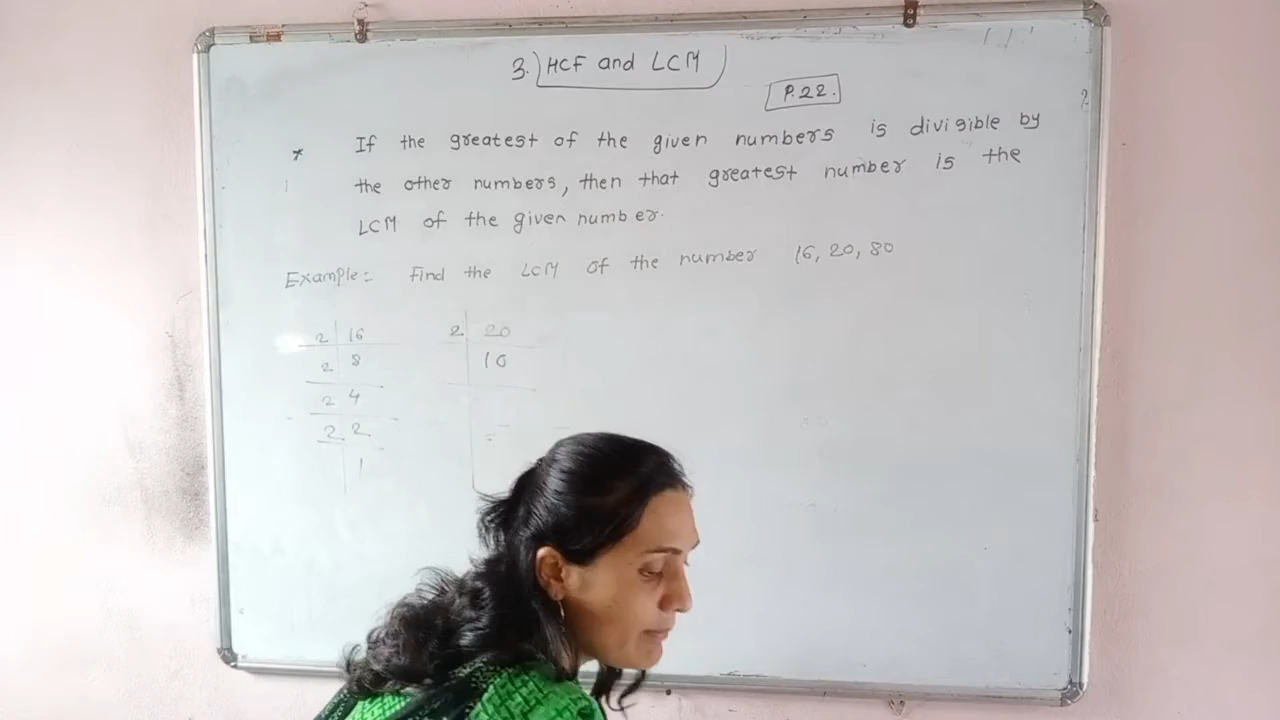 3. HCF and LCM
P.22.
* If the greatest of the given numbers is divisible by
the other numbers, then that greatest number is the
LCM of the given number.
Example:- Find the LCM of the number 16, 20, 80
2 16 2 20
2 8 10
2 4
2 2
1